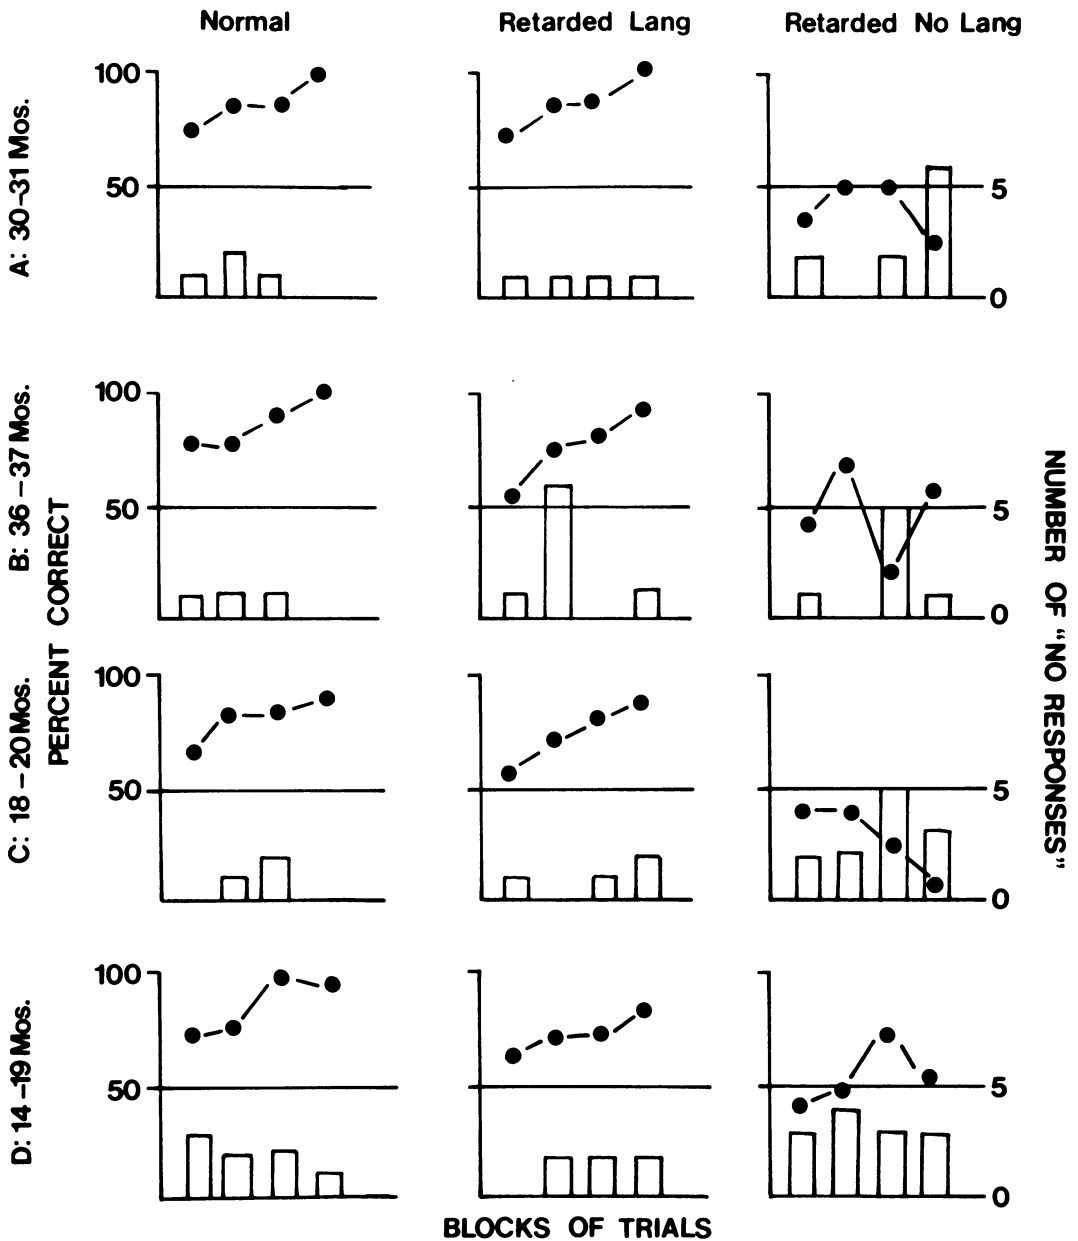 Normal
Retarded Lang
Retarded No Lang
A: 30-31 Mos.
100
50
5
0
B: 36-37 Mos.
100
50
5
0
C: 18-20 Mos.
100
50
5
0
D: 14-19 Mos.
100
50
5
0
PERCENT CORRECT
NUMBER OF "NO RESPONSES"
BLOCKS OF TRIALS